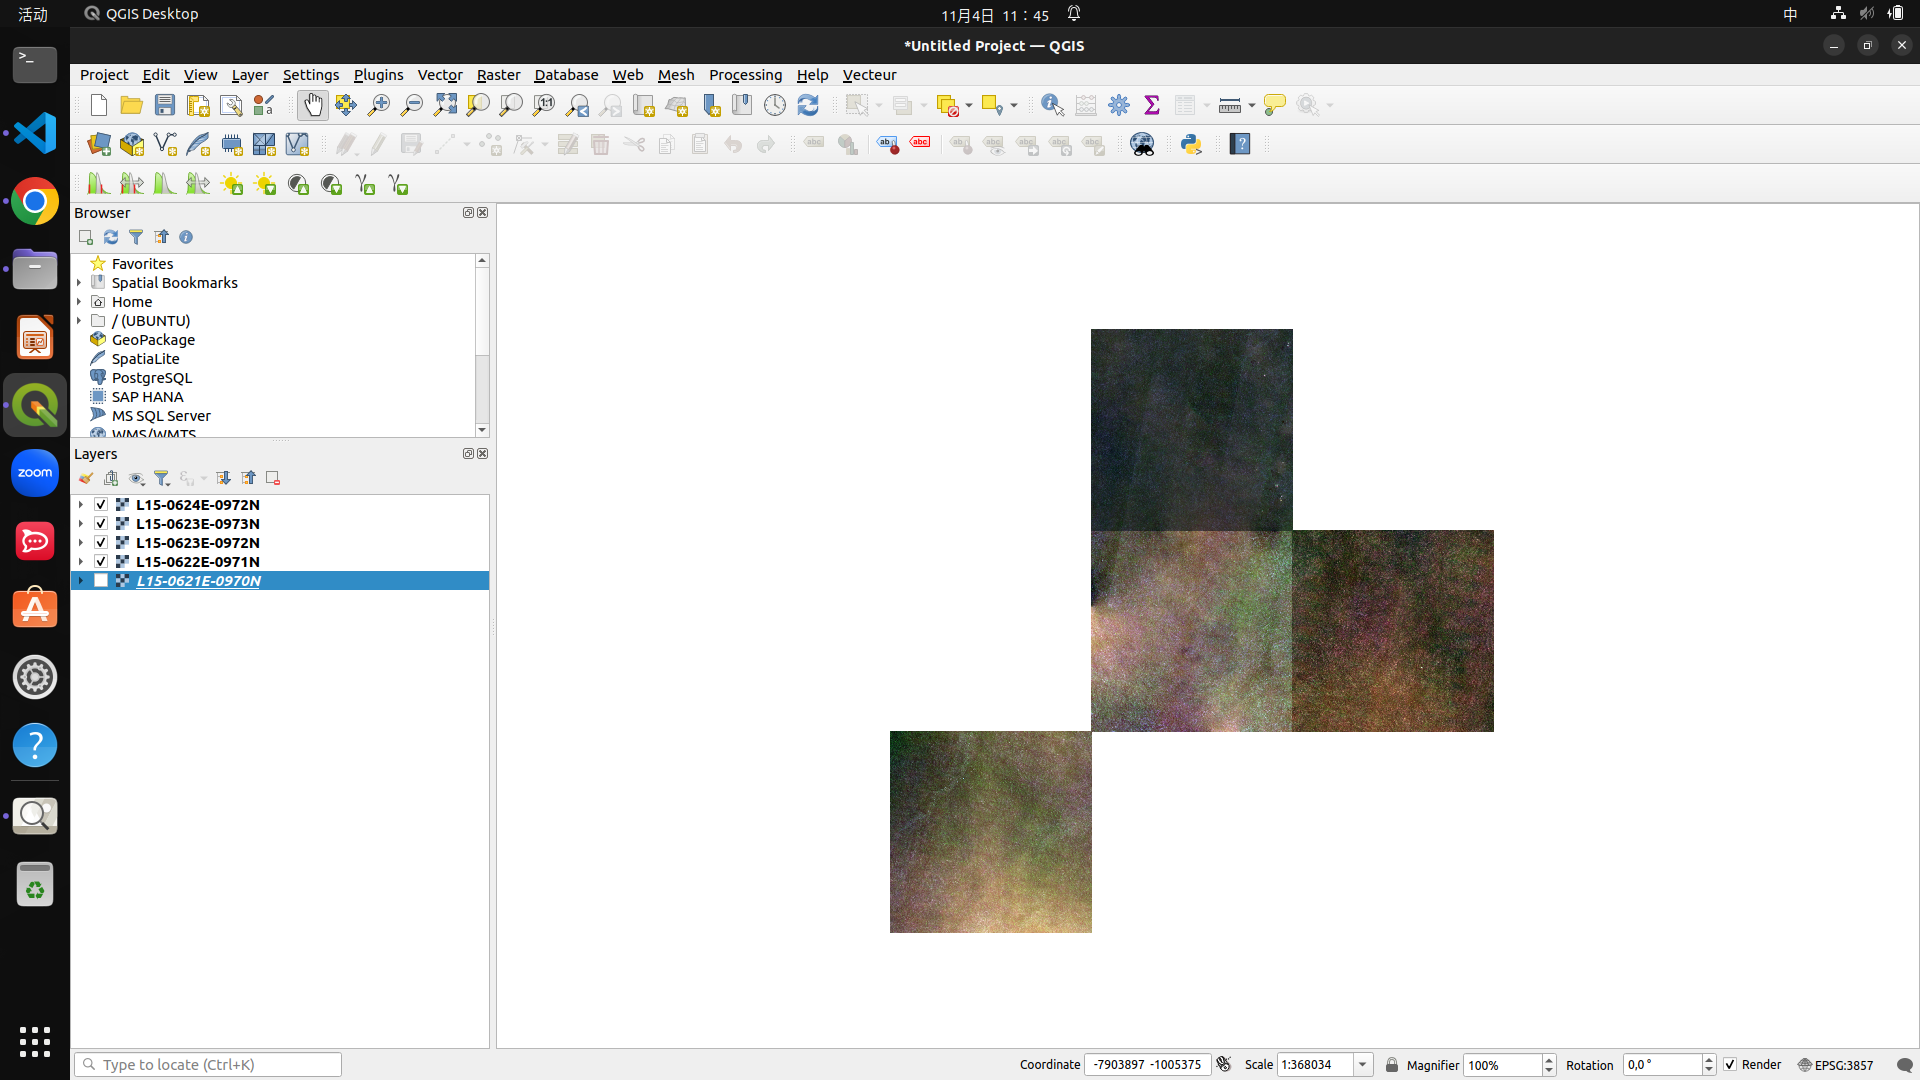 活动
QGIS Desktop
11月4日 11：45
中
*Untitled Project — QGIS
Project Edit View Layer Settings Plugins Vector Raster Database Web Mesh Processing Help Vecteur
Browser
Favorites
Spatial Bookmarks
Home
/ (UBUNTU)
GeoPackage
SpatiaLite
PostgreSQL
SAP HANA
MS SQL Server
WMS/WMTS
zoom
Layers
L15-0624E-0972N
L15-0623E-0973N
L15-0623E-0972N
L15-0622E-0971N
L15-0621E-0970N
Type to locate (Ctrl+K)
Coordinate -7903897 -1005375
Scale 1:368034
Magnifier 100%
Rotation 0,0 °
Render
EPSG:3857